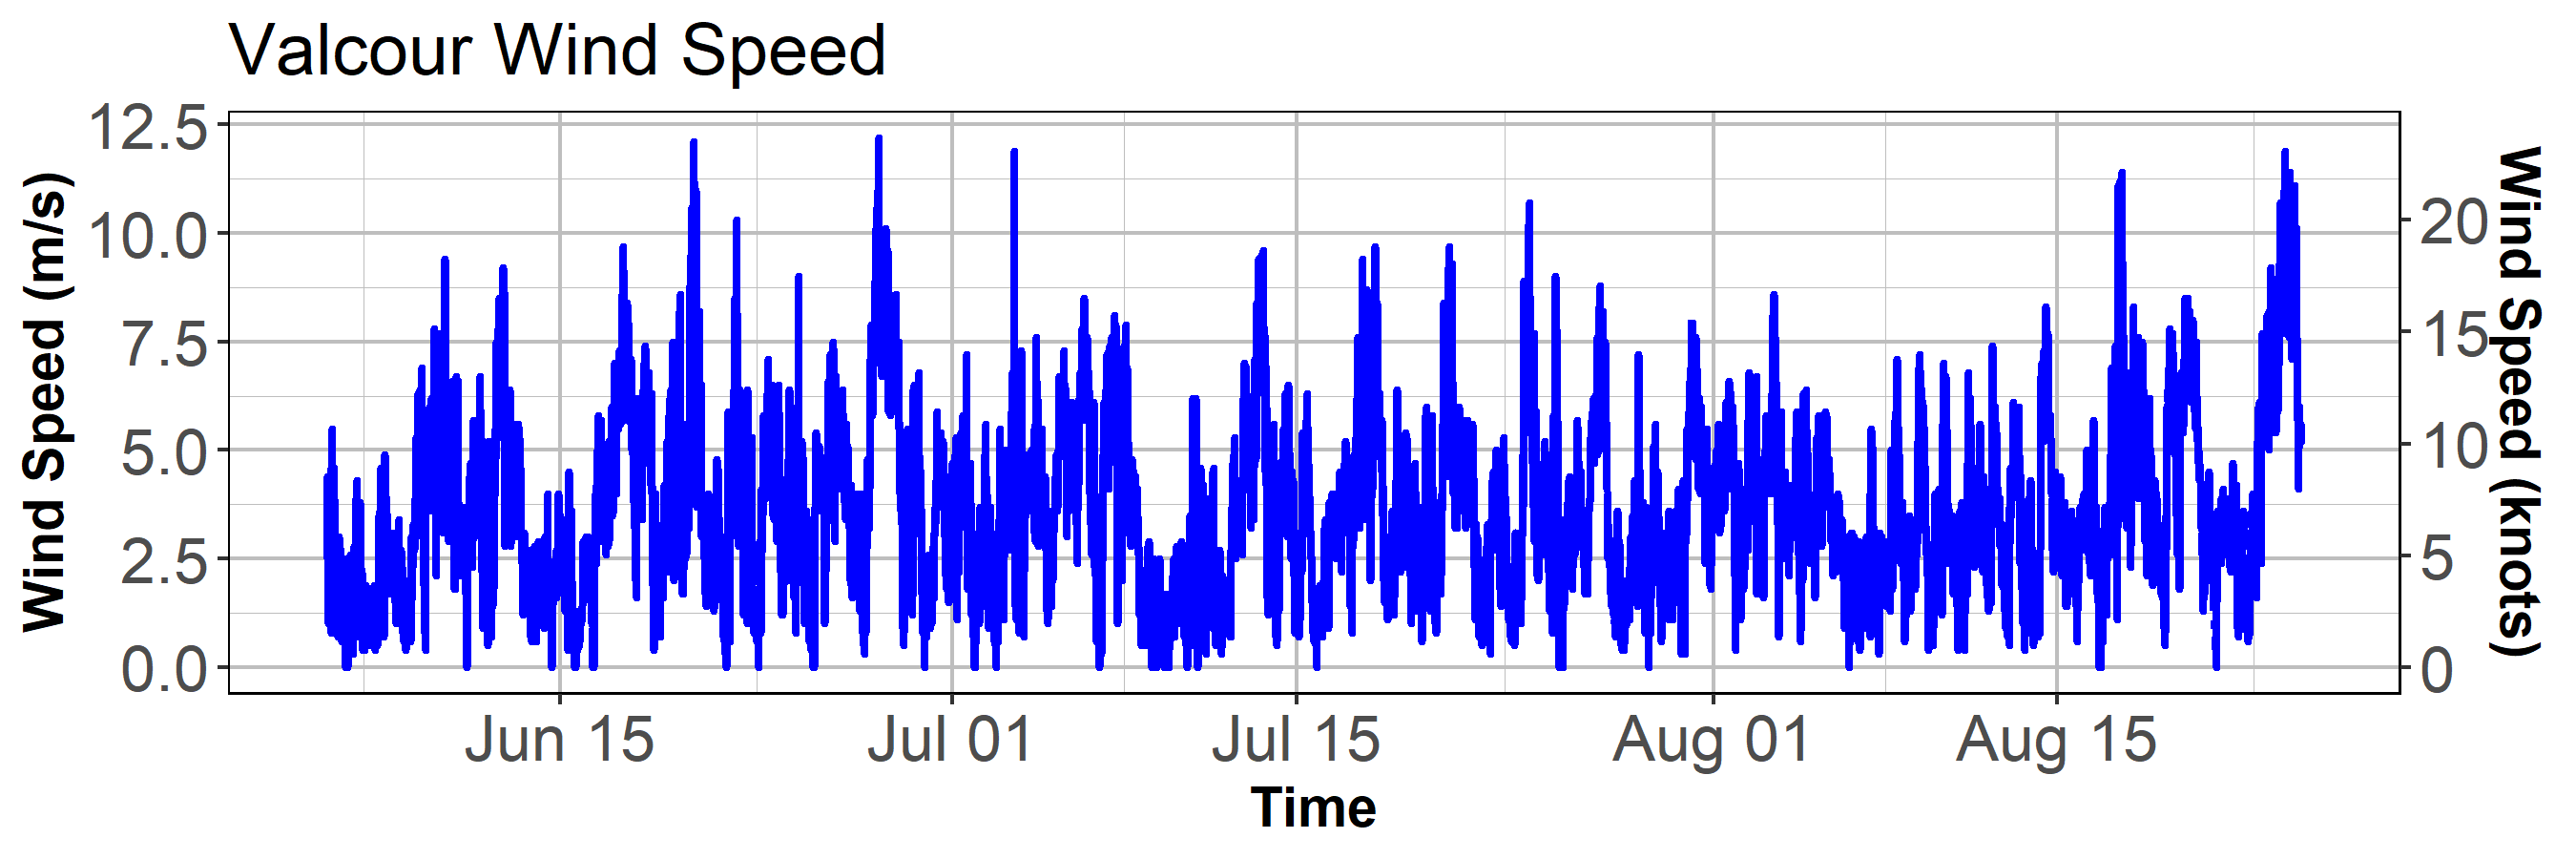 Valcour Wind Speed
Wind Speed (m/s)
12.5
10.0
7.5
5.0
2.5
0.0
Wind Speed (knots)
20
15
10
5
0
Jun 15 Jul 01 Jul 15 Aug 01 Aug 15
Time